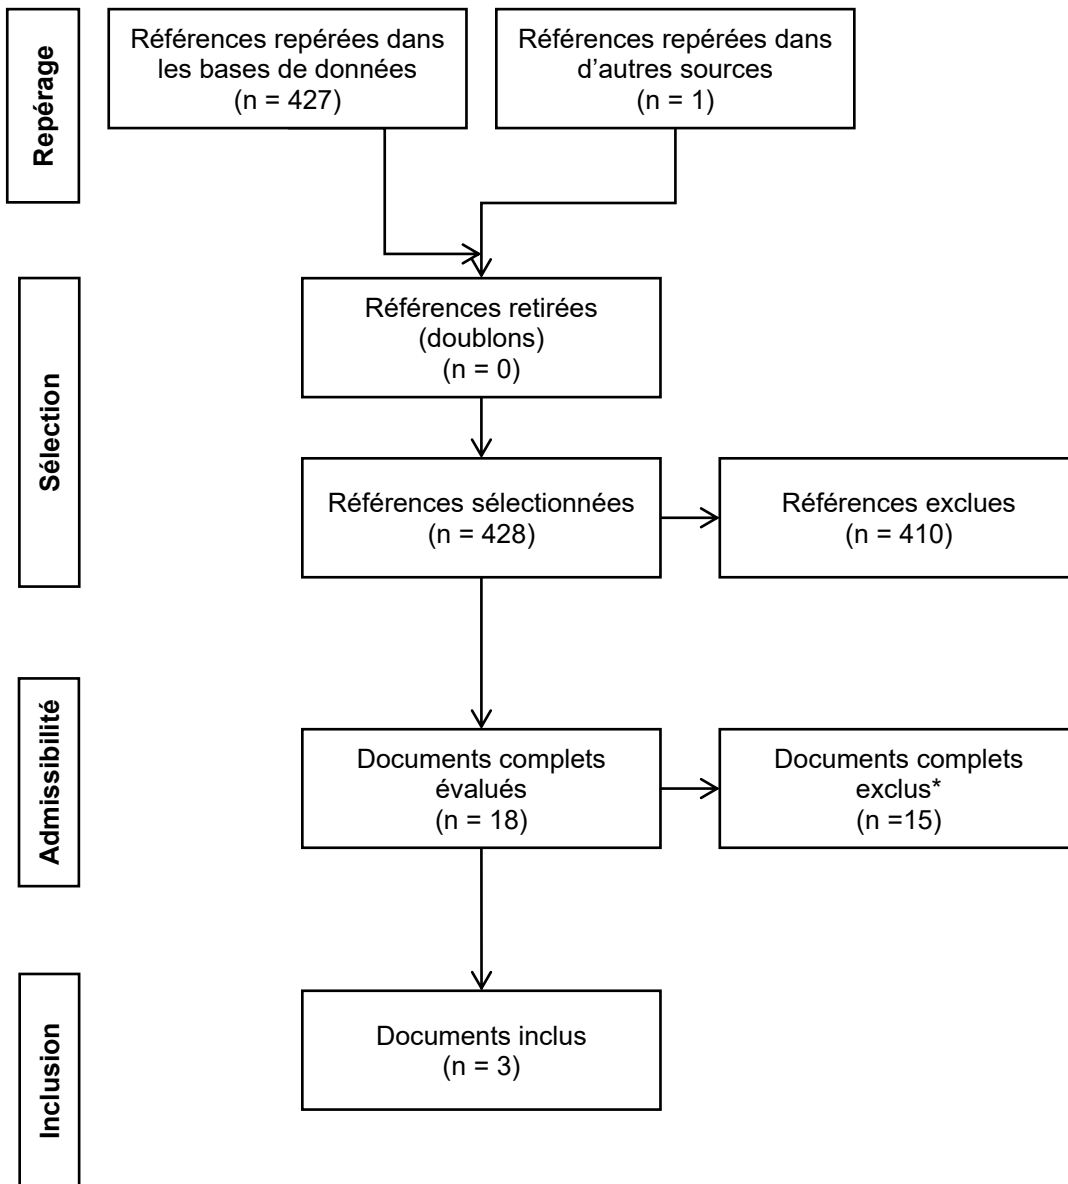 Repérage
Références repérées dans
les bases de données
(n = 427)
Références repérées dans
d’autres sources
(n = 1)
Sélection
Références retirées
(doublons)
(n = 0)
Références sélectionnées
(n = 428)
Références exclues
(n = 410)
Admissibilité
Documents complets
évalués
(n = 18)
Documents complets
exclus*
(n =15)
Inclusion
Documents inclus
(n = 3)